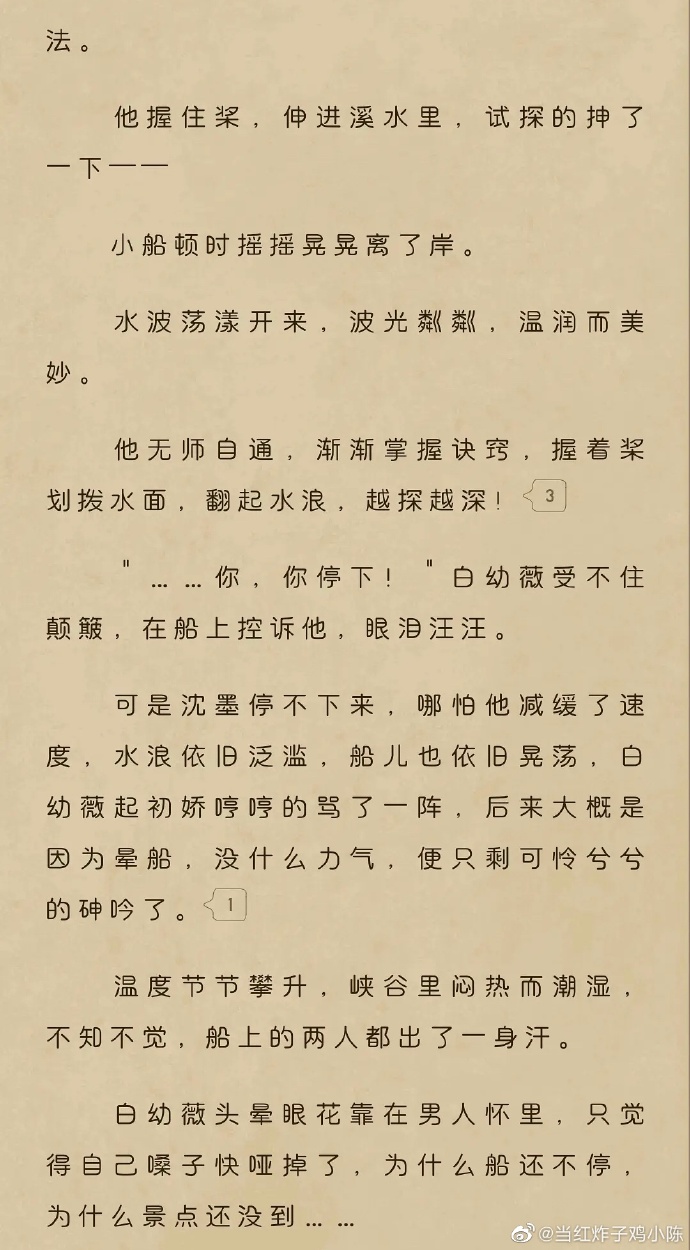 法。
他握住桨，伸进溪水里，试探的抻了
一下——
小船顿时摇摇晃晃离了岸。
水波荡漾开来，波光粼粼，温润而美
妙。
他无师自通，渐渐掌握诀窍，握着桨
划拨水面，翻起水浪，越探越深！ 3
"……你，你停下！"白幼薇受不住
颠簸，在船上控诉他，眼泪汪汪。
可是沈墨停不下来，哪怕他减缓了速
度，水浪依旧泛滥，船儿也依旧晃荡，白
幼薇起初娇哼哼的骂了一阵，后来大概是
因为晕船，没什么力气，便只剩可怜兮兮
的砷吟了。 1
温度节节攀升，峡谷里闷热而潮湿，
不知不觉，船上的两人都出了一身汗。
白幼薇头晕眼花靠在男人怀里，只觉
得自己嗓子快哑掉了，为什么船还不停，
为什么景点还没到……
@当红炸子鸡小陈